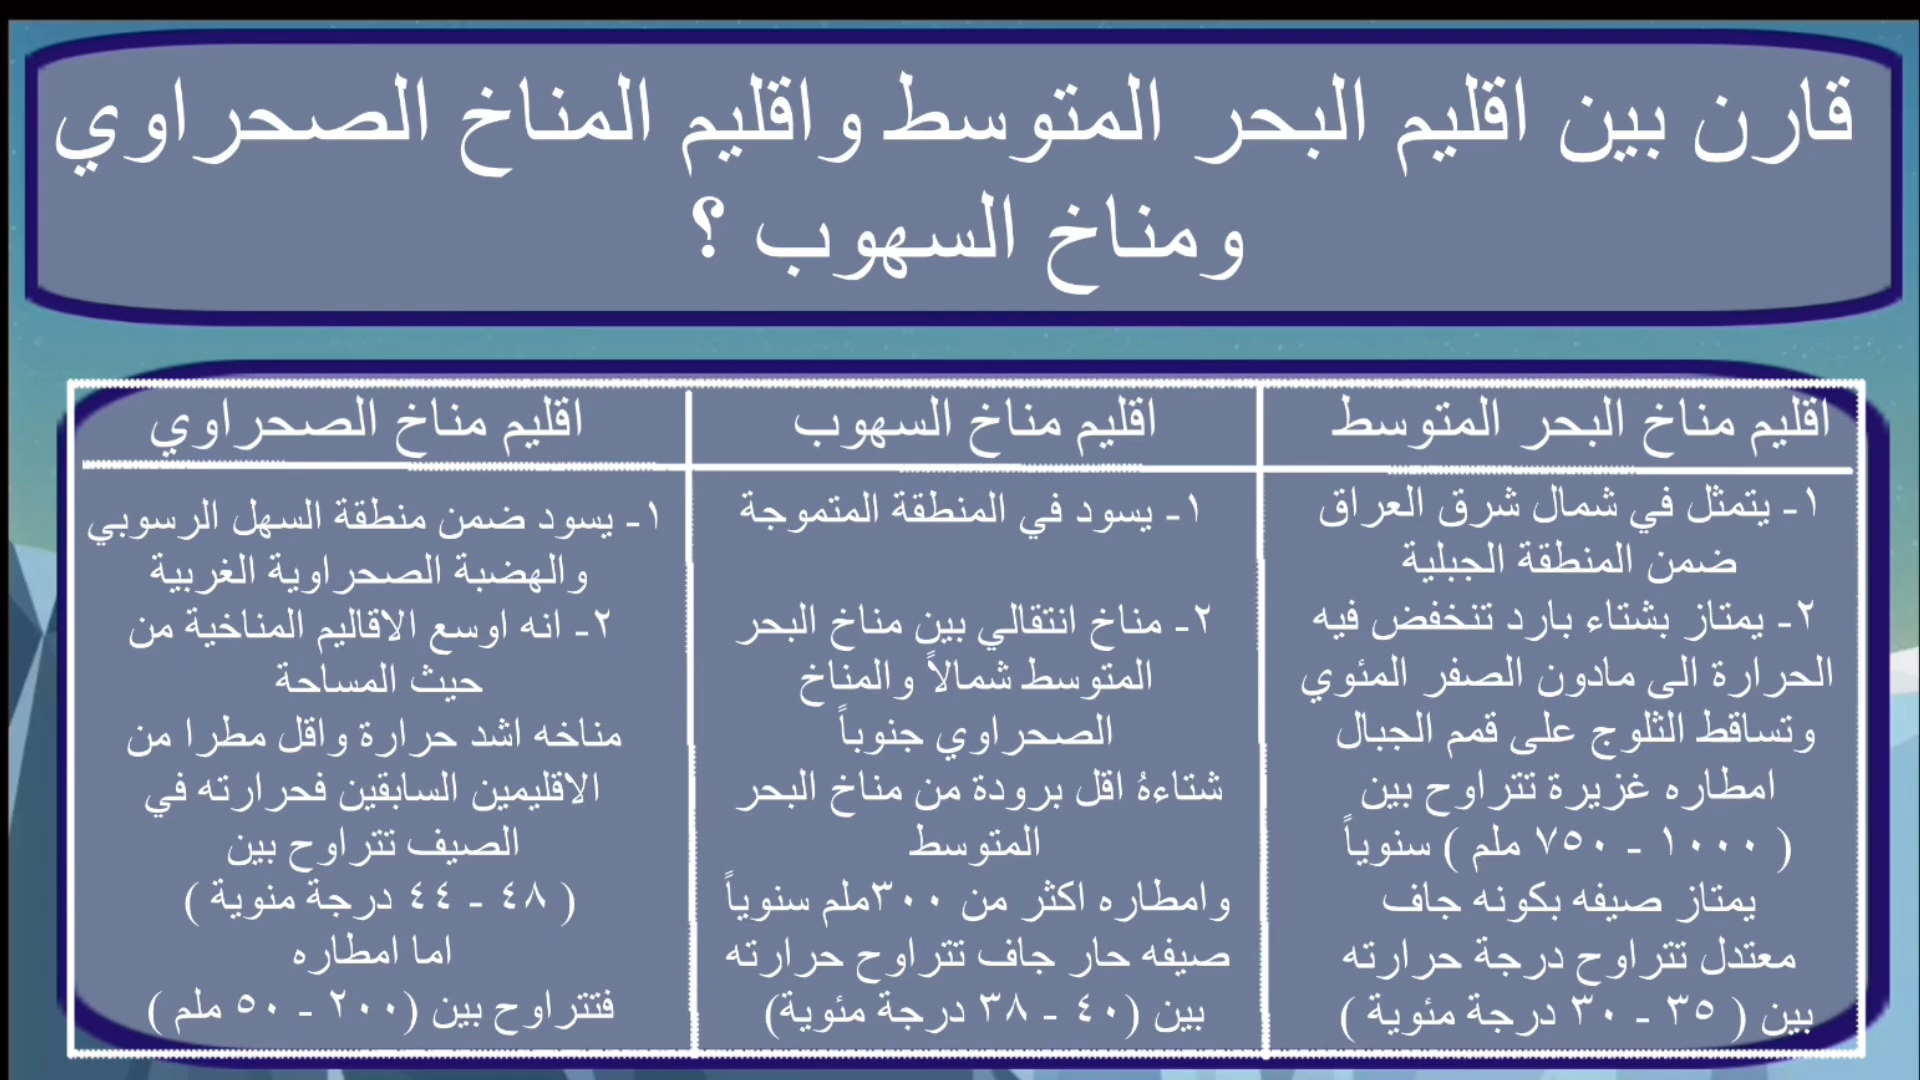 قارن بين اقليم البحر المتوسط واقليم المناخ الصحراوي
ومناخ السهوب ؟
اقليم مناخ البحر المتوسط
١- يتمثل في شمال شرق العراق
ضمن المنطقة الجبلية
٢- يمتاز بشتاء بارد تنخفض فيه
الحرارة الى مادون الصفر المئوي
وتساقط الثلوج على قمم الجبال
امطاره غزيرة تتراوح بين
( ١٠٠٠ - ٧٥٠ ملم ) سنوياً
يمتاز صيفه بكونه جاف
معتدل تتراوح درجة حرارته
بين ( ٣٥ - ٣٠ درجة مئوية )
اقليم مناخ السهوب
١- يسود في المنطقة المتموجة
٢- مناخ انتقالي بين مناخ البحر
المتوسط شمالاً والمناخ
الصحراوي جنوباً
شتاءهُ اقل برودة من مناخ البحر
المتوسط
وامطاره اكثر من ٣٠٠ملم سنوياً
صيفه حار جاف تتراوح حرارته
بين (٤٠ - ٣٨ درجة مئوية)
اقليم مناخ الصحراوي
١- يسود ضمن منطقة السهل الرسوبي
والهضبة الصحراوية الغربية
٢- انه اوسع الاقاليم المناخية من
حيث المساحة
مناخه اشد حرارة واقل مطرا من
الاقليمين السابقين فحرارته في
الصيف تتراوح بين
( ٤٨ - ٤٤ درجة منوية )
اما امطاره
فتتراوح بين (٢٠٠ - ٥٠ ملم )